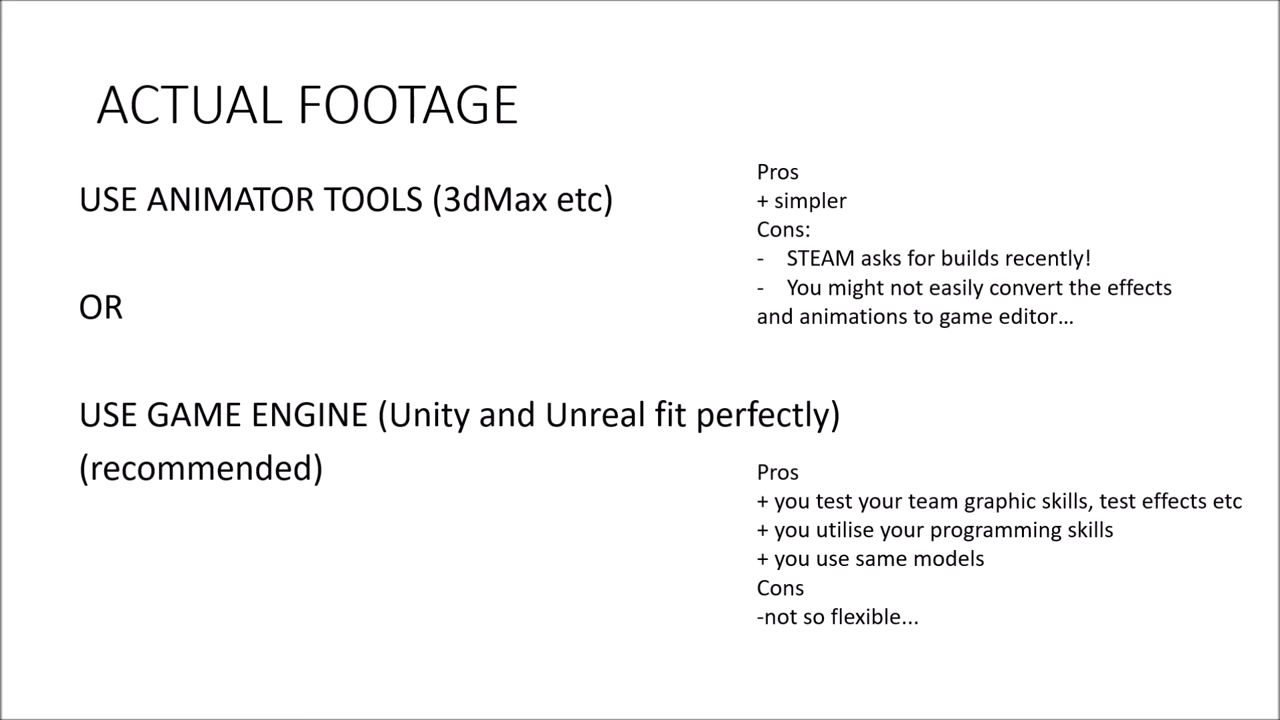 ACTUAL FOOTAGE
USE ANIMATOR TOOLS (3dMax etc)
Pros
+ simpler
Cons:
- STEAM asks for builds recently!
- You might not easily convert the effects
and animations to game editor...
OR
USE GAME ENGINE (Unity and Unreal fit perfectly)
(recommended)
Pros
+ you test your team graphic skills, test effects etc
+ you utilise your programming skills
+ you use same models
Cons
-not so flexible...